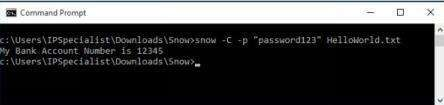 Command Prompt
c:\Users\IPSpecialist\Downloads\Snow>snow -C -p "password123" HelloWorld.txt
My Bank Account Number is 12345
c:\Users\IPSpecialist\Downloads\Snow>